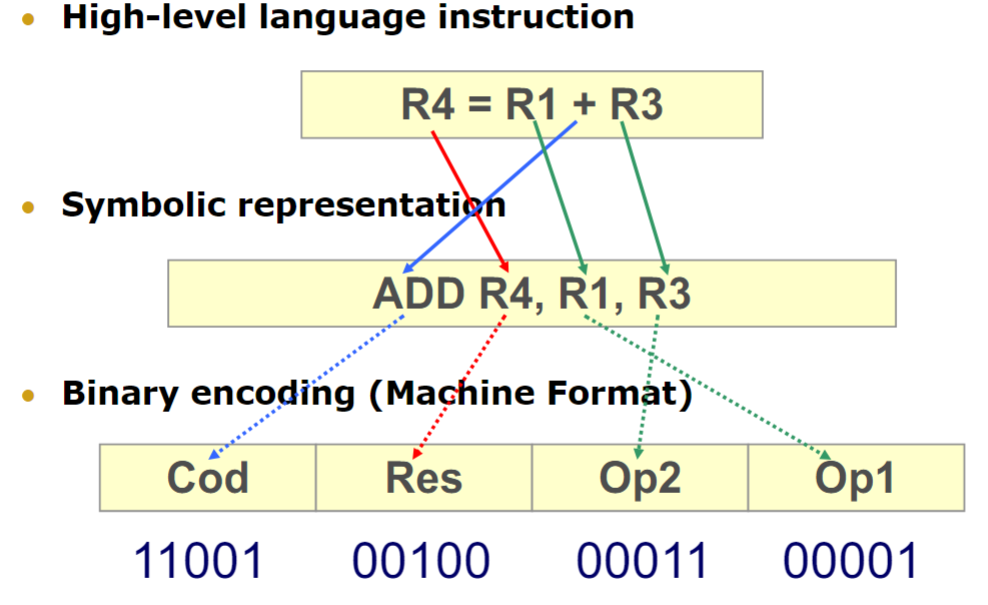 High-level language instruction
R4 = R1 + R3
Symbolic representation
ADD R4, R1, R3
Binary encoding (Machine Format)
Cod Res Op2 Op1
11001 00100 00011 00001